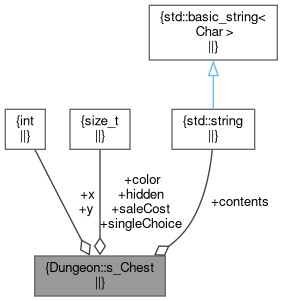 {std::basic_string<
Char >
||}
{int
||}
{size_t
||}
{std::string
||}
+x
+y
+color
+hidden
+saleCost
+singleChoice
+contents
{Dungeon::s_Chest
||}